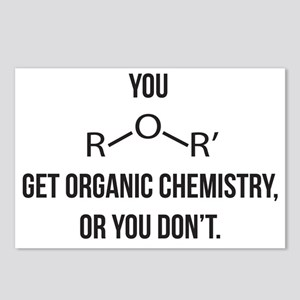 YOU
R O R'
GET ORGANIC CHEMISTRY,
OR YOU DON'T.